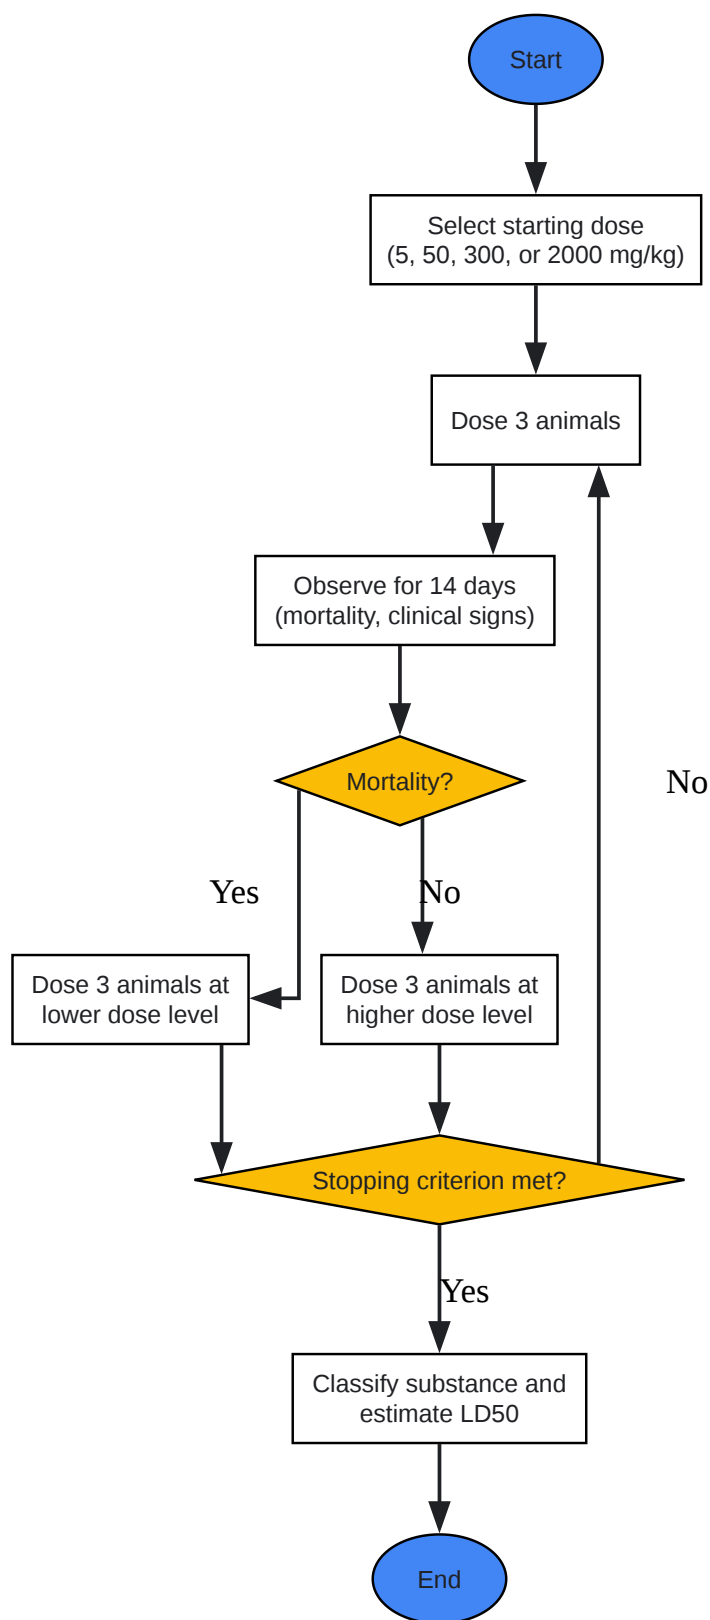 Start
Select starting dose
(5, 50, 300, or 2000 mg/kg)
Dose 3 animals
Observe for 14 days
(mortality, clinical signs)
Mortality?
No
Yes
No
Dose 3 animals at
lower dose level
Dose 3 animals at
higher dose level
Stopping criterion met?
Yes
Classify substance and
estimate LD50
End